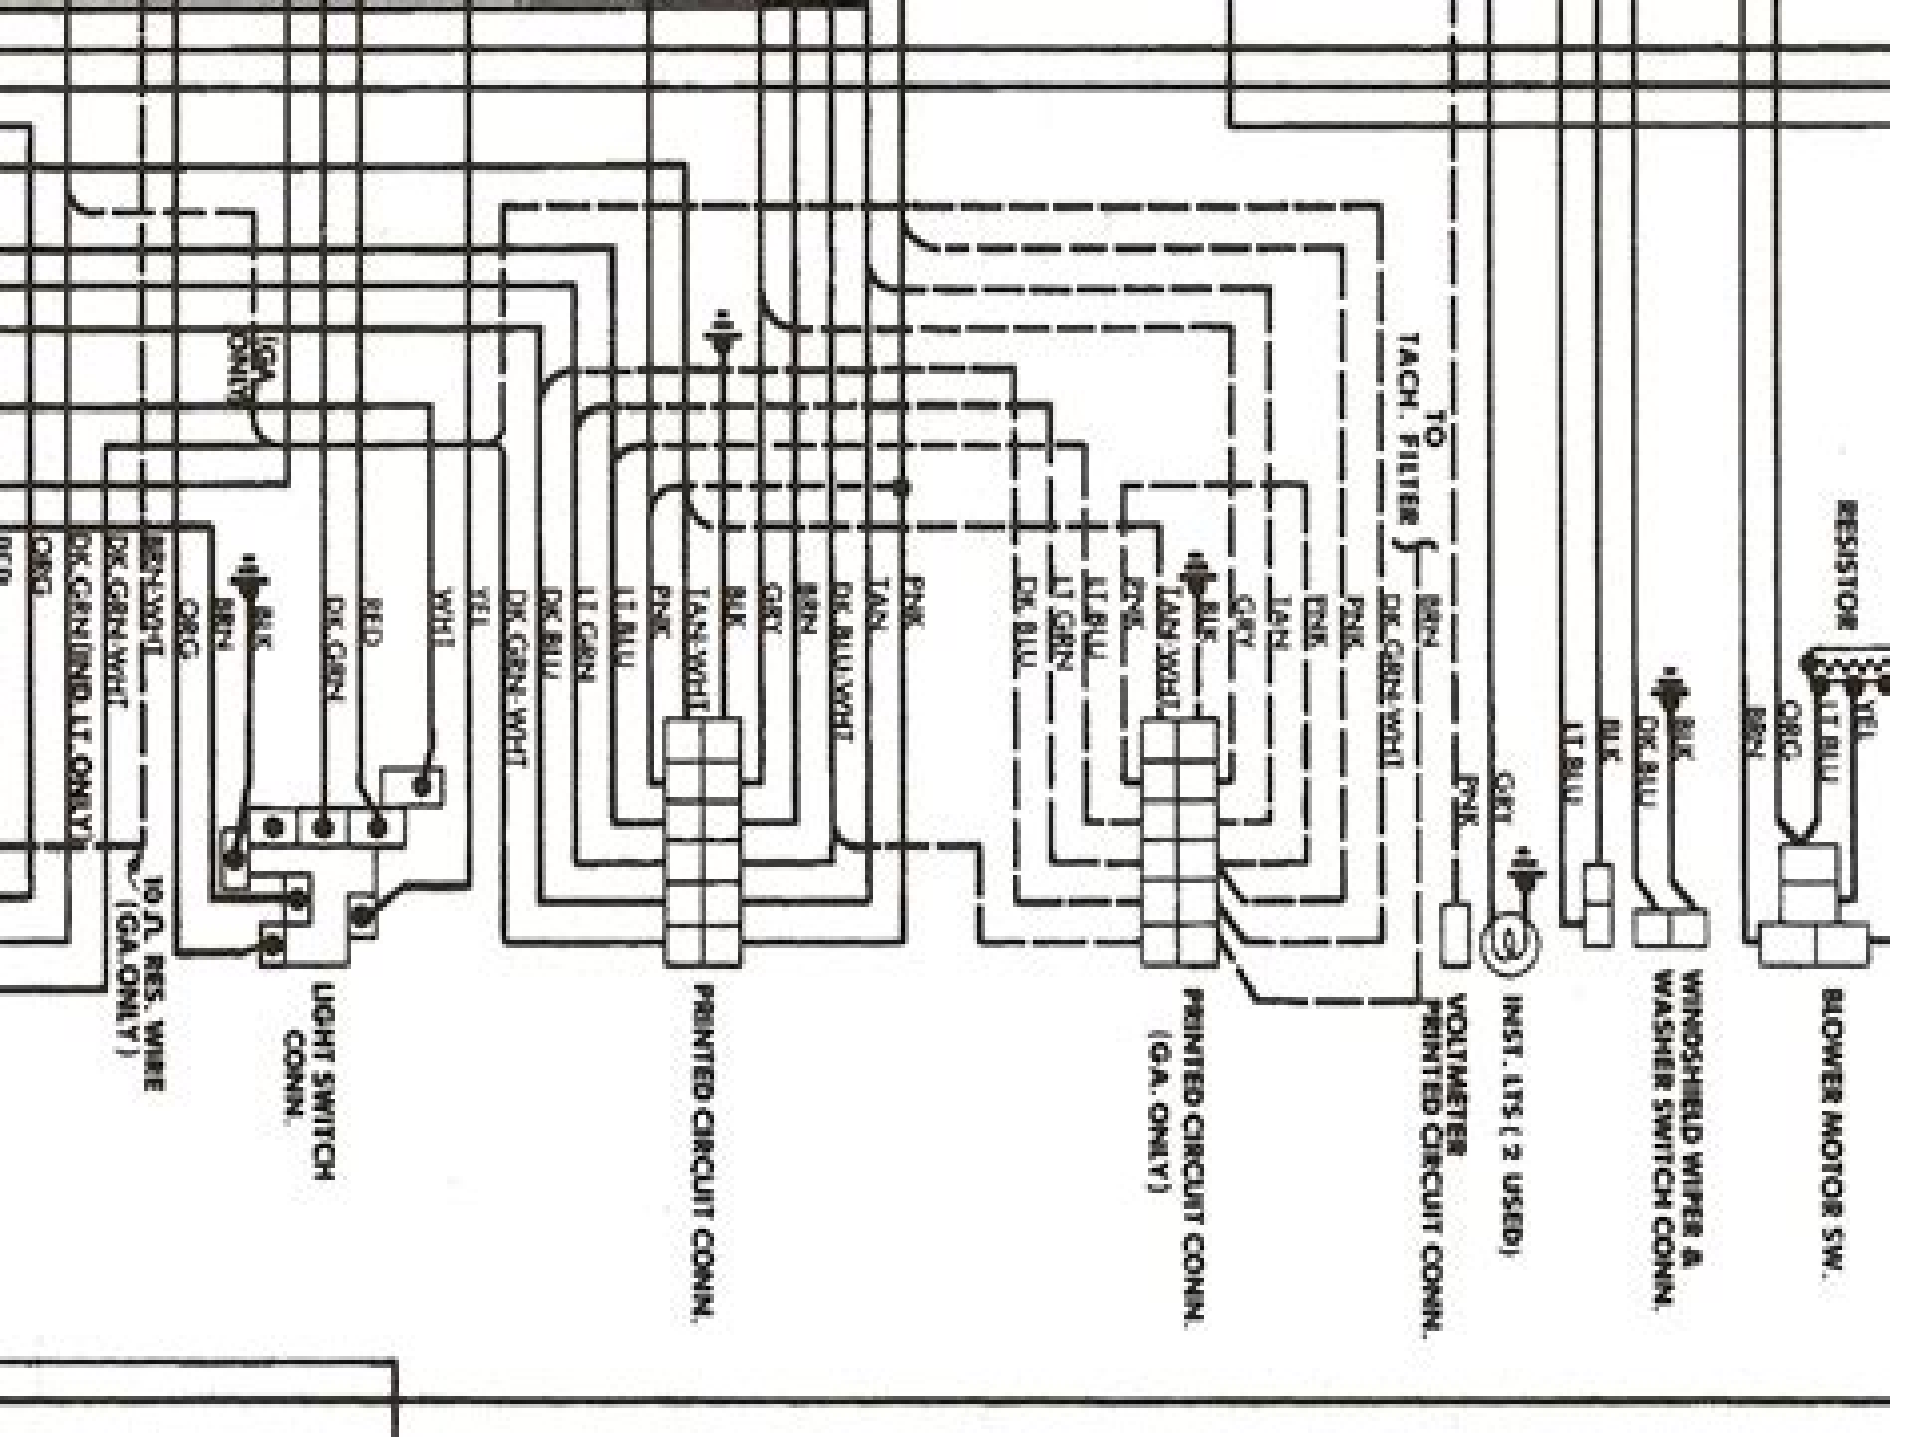 (GA
ONLY)
TO
TACH. FILTER
RESISTOR
ORG
DK.GRN(IND. LT. ONLY)
DK.GRN-WHT
BRN-WHT
ORG
BRN
BLK
DK.GRN
RED
WHT
YEL
DK.GRN-WHT
DK.BLU
LT.GRN
LT.BLU
PNK
TAN-WHT
BLK
GRY
BRN
DK.BLU-WHT
TAN
PNK
DK.BLU
LT.GRN
LT.BLU
PNK
TAN-WHT
BLK
GRY
TAN
PNK
PNK
DK.GRN-WHT
BRN
PNK
GRY
LT.BLU
BLK
DK.BLU
BLK
BRN
ORG
LT.BLU
YEL
10 Ω RES. WIRE
(GA.ONLY)
LIGHT SWITCH
CONN.
PRINTED CIRCUIT CONN.
PRINTED CIRCUIT CONN.
(G.A. ONLY)
VOLTMETER
PRINTED CIRCUIT CONN.
INST. LTS ( 2 USED)
WINDSHIELD WIPER &
WASHER SWITCH CONN.
BLOWER MOTOR SW.